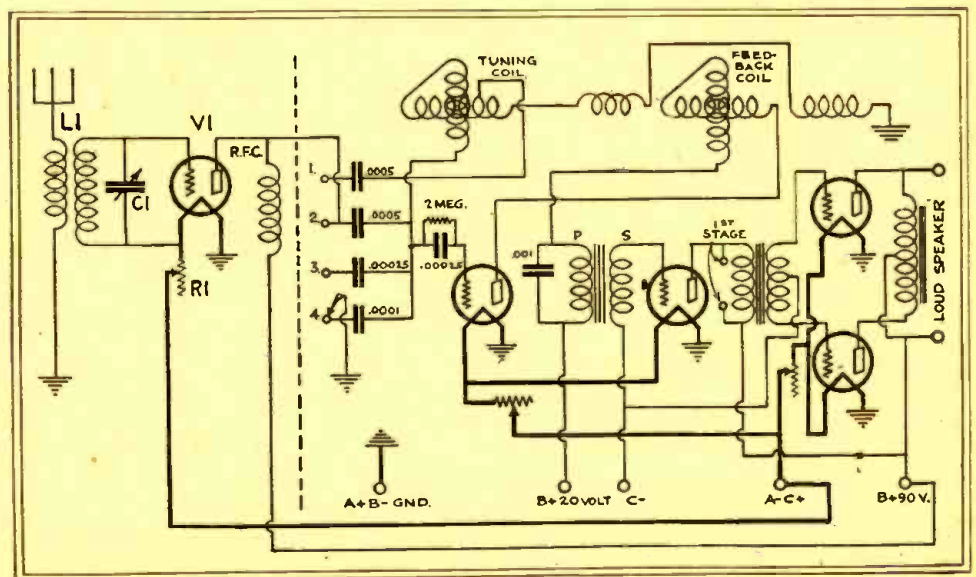 TUNING
COIL
FEED-
BACK
COIL
L1
V1
R.F.C.
C1
R1
1.
.0005
2.
.0005
3.
.00025
4.
.0001
2 MEG.
.00025
.001
P
S
1ST
STAGE
LOUD SPEAKER
A+B- GND.
B+20 VOLT
C-
A-C+
B+90 V.